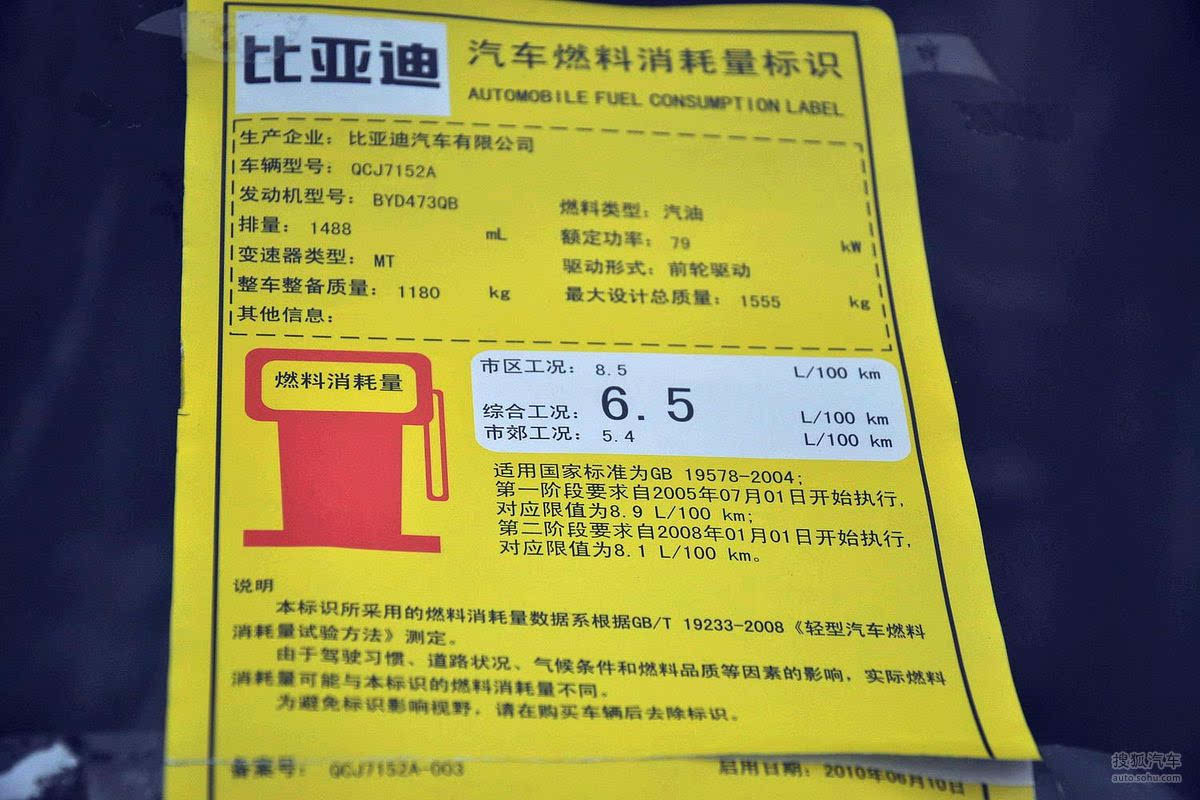 比亚迪
汽车燃料消耗量标识
AUTOMOBILE FUEL CONSUMPTION LABEL
生产企业：比亚迪汽车有限公司
车辆型号：QCJ7152A
发动机型号：BYD473QB 燃料类型：汽油
排量：1488 mL 额定功率：79 kW
变速器类型：MT 驱动形式：前轮驱动
整车整备质量：1180 kg 最大设计总质量：1555 kg
其他信息：
燃料消耗量
市区工况：8.5 L/100 km
综合工况：6.5 L/100 km
市郊工况：5.4 L/100 km
适用国家标准为GB 19578-2004;
第一阶段要求自2005年07月01日开始执行,
对应限值为8.9 L/100 km;
第二阶段要求自2008年01月01日开始执行,
对应限值为8.1 L/100 km。
说明
本标识所采用的燃料消耗量数据系根据GB/T 19233-2008《轻型汽车燃料
消耗量试验方法》测定。
由于驾驶习惯、道路状况、气候条件和燃料品质等因素的影响，实际燃料
消耗量可能与本标识的燃料消耗量不同。
为避免标识影响视野，请在购买车辆后去除标识。
备案号：QCJ7152A-003 启用日期：2010年06月10日
搜狐汽车
auto.sohu.com